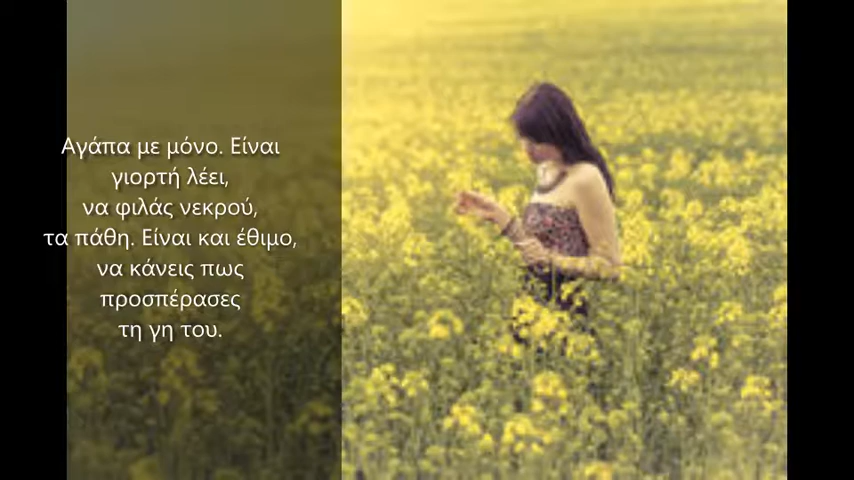 Αγάπα με μόνο. Είναι
γιορτή λέει,
να φιλάς νεκρού,
τα πάθη. Είναι και έθιμο,
να κάνεις πως
προσπέρασες
τη γη του.